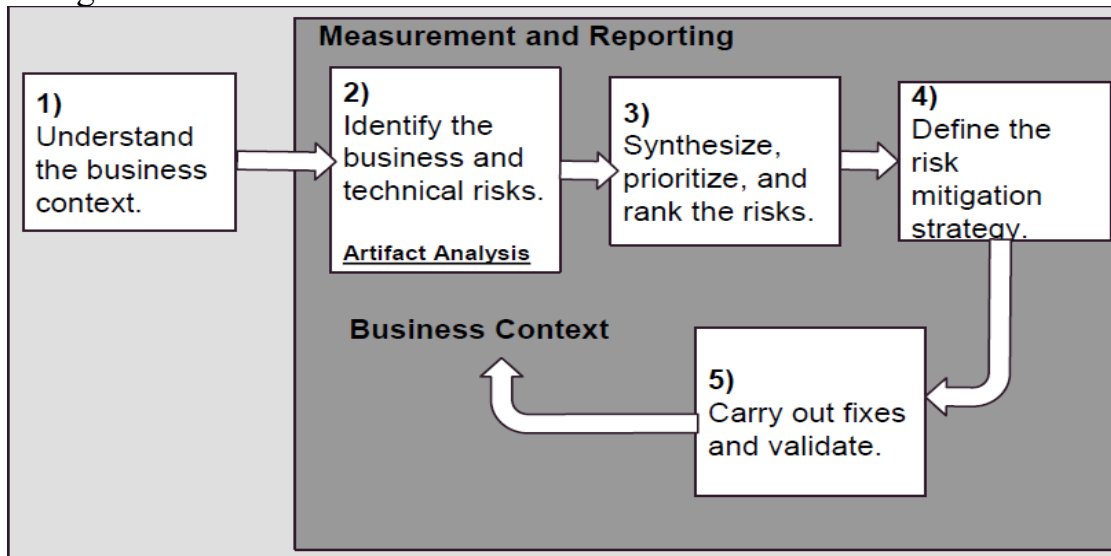 Measurement and Reporting
1)
Understand
the business
context.
2)
Identify the
business and
technical risks.
Artifact Analysis
3)
Synthesize,
prioritize, and
rank the risks.
4)
Define the
risk
mitigation
strategy.
Business Context
5)
Carry out fixes
and validate.